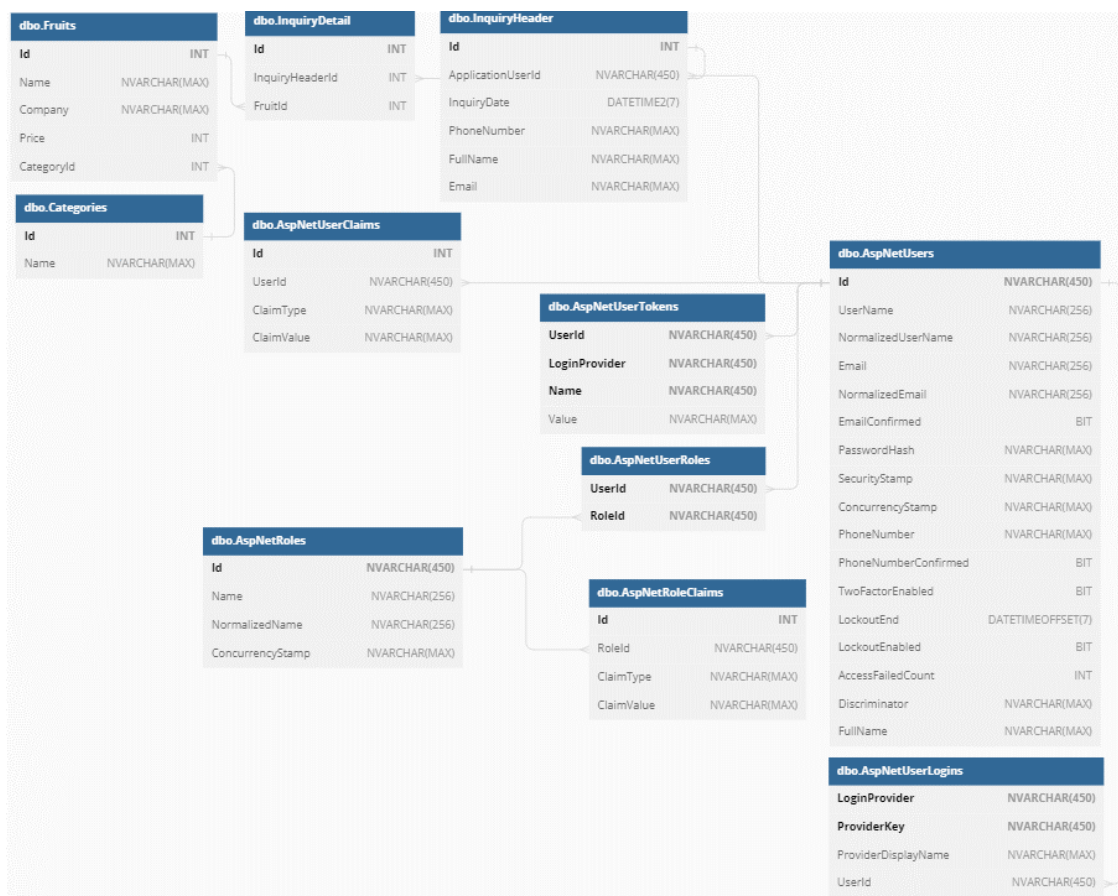 dbo.Fruits
Id INT
Name NVARCHAR(MAX)
Company NVARCHAR(MAX)
Price INT
CategoryId INT
dbo.InquiryDetail
Id INT
InquiryHeaderId INT
FruitId INT
dbo.InquiryHeader
Id INT
ApplicationUserId NVARCHAR(450)
InquiryDate DATETIME2(7)
PhoneNumber NVARCHAR(MAX)
FullName NVARCHAR(MAX)
Email NVARCHAR(MAX)
dbo.Categories
Id INT
Name NVARCHAR(MAX)
dbo.AspNetUserClaims
Id INT
UserId NVARCHAR(450)
ClaimType NVARCHAR(MAX)
ClaimValue NVARCHAR(MAX)
dbo.AspNetUserTokens
UserId NVARCHAR(450)
LoginProvider NVARCHAR(450)
Name NVARCHAR(450)
Value NVARCHAR(MAX)
dbo.AspNetUserRoles
UserId NVARCHAR(450)
RoleId NVARCHAR(450)
dbo.AspNetRoles
Id NVARCHAR(450)
Name NVARCHAR(256)
NormalizedName NVARCHAR(256)
ConcurrencyStamp NVARCHAR(MAX)
dbo.AspNetRoleClaims
Id INT
RoleId NVARCHAR(450)
ClaimType NVARCHAR(MAX)
ClaimValue NVARCHAR(MAX)
dbo.AspNetUsers
Id NVARCHAR(450)
UserName NVARCHAR(256)
NormalizedUserName NVARCHAR(256)
Email NVARCHAR(256)
NormalizedEmail NVARCHAR(256)
EmailConfirmed BIT
PasswordHash NVARCHAR(MAX)
SecurityStamp NVARCHAR(MAX)
ConcurrencyStamp NVARCHAR(MAX)
PhoneNumber NVARCHAR(MAX)
PhoneNumberConfirmed BIT
TwoFactorEnabled BIT
LockoutEnd DATETIMEOFFSET(7)
LockoutEnabled BIT
AccessFailedCount INT
Discriminator NVARCHAR(MAX)
FullName NVARCHAR(MAX)
dbo.AspNetUserLogins
LoginProvider NVARCHAR(450)
ProviderKey NVARCHAR(450)
ProviderDisplayName NVARCHAR(MAX)
UserId NVARCHAR(450)